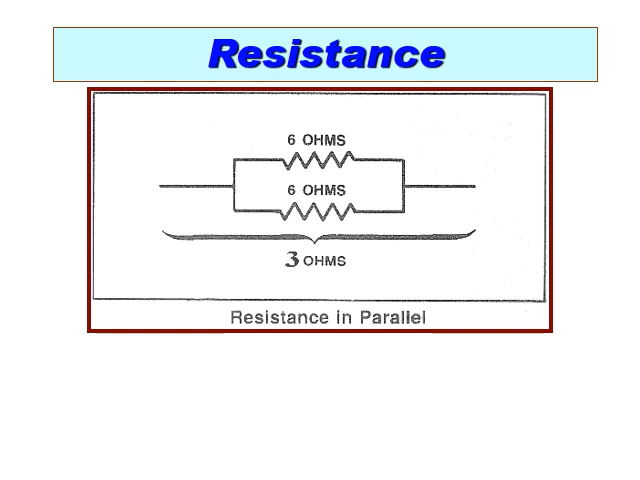 Resistance
6 OHMS
6 OHMS
3 OHMS
Resistance in Parallel